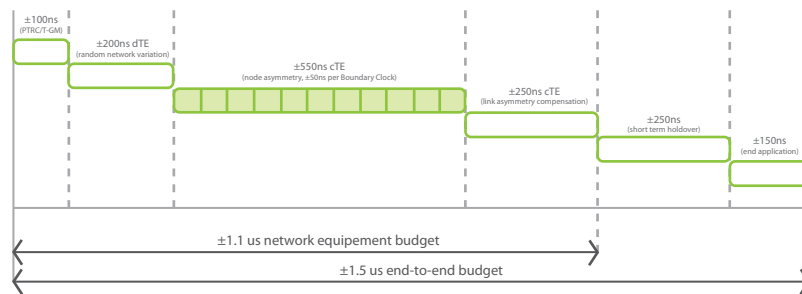 ±100ns
(PTRC/T-GM)
±200ns dTE
(random network variation)
±550ns cTE
(node asymmetry, ±50ns per Boundary Clock)
±250ns cTE
(link asymmetry compensation)
±250ns
(short term holdover)
±150ns
(end application)
±1.1 us network equipement budget
±1.5 us end-to-end budget